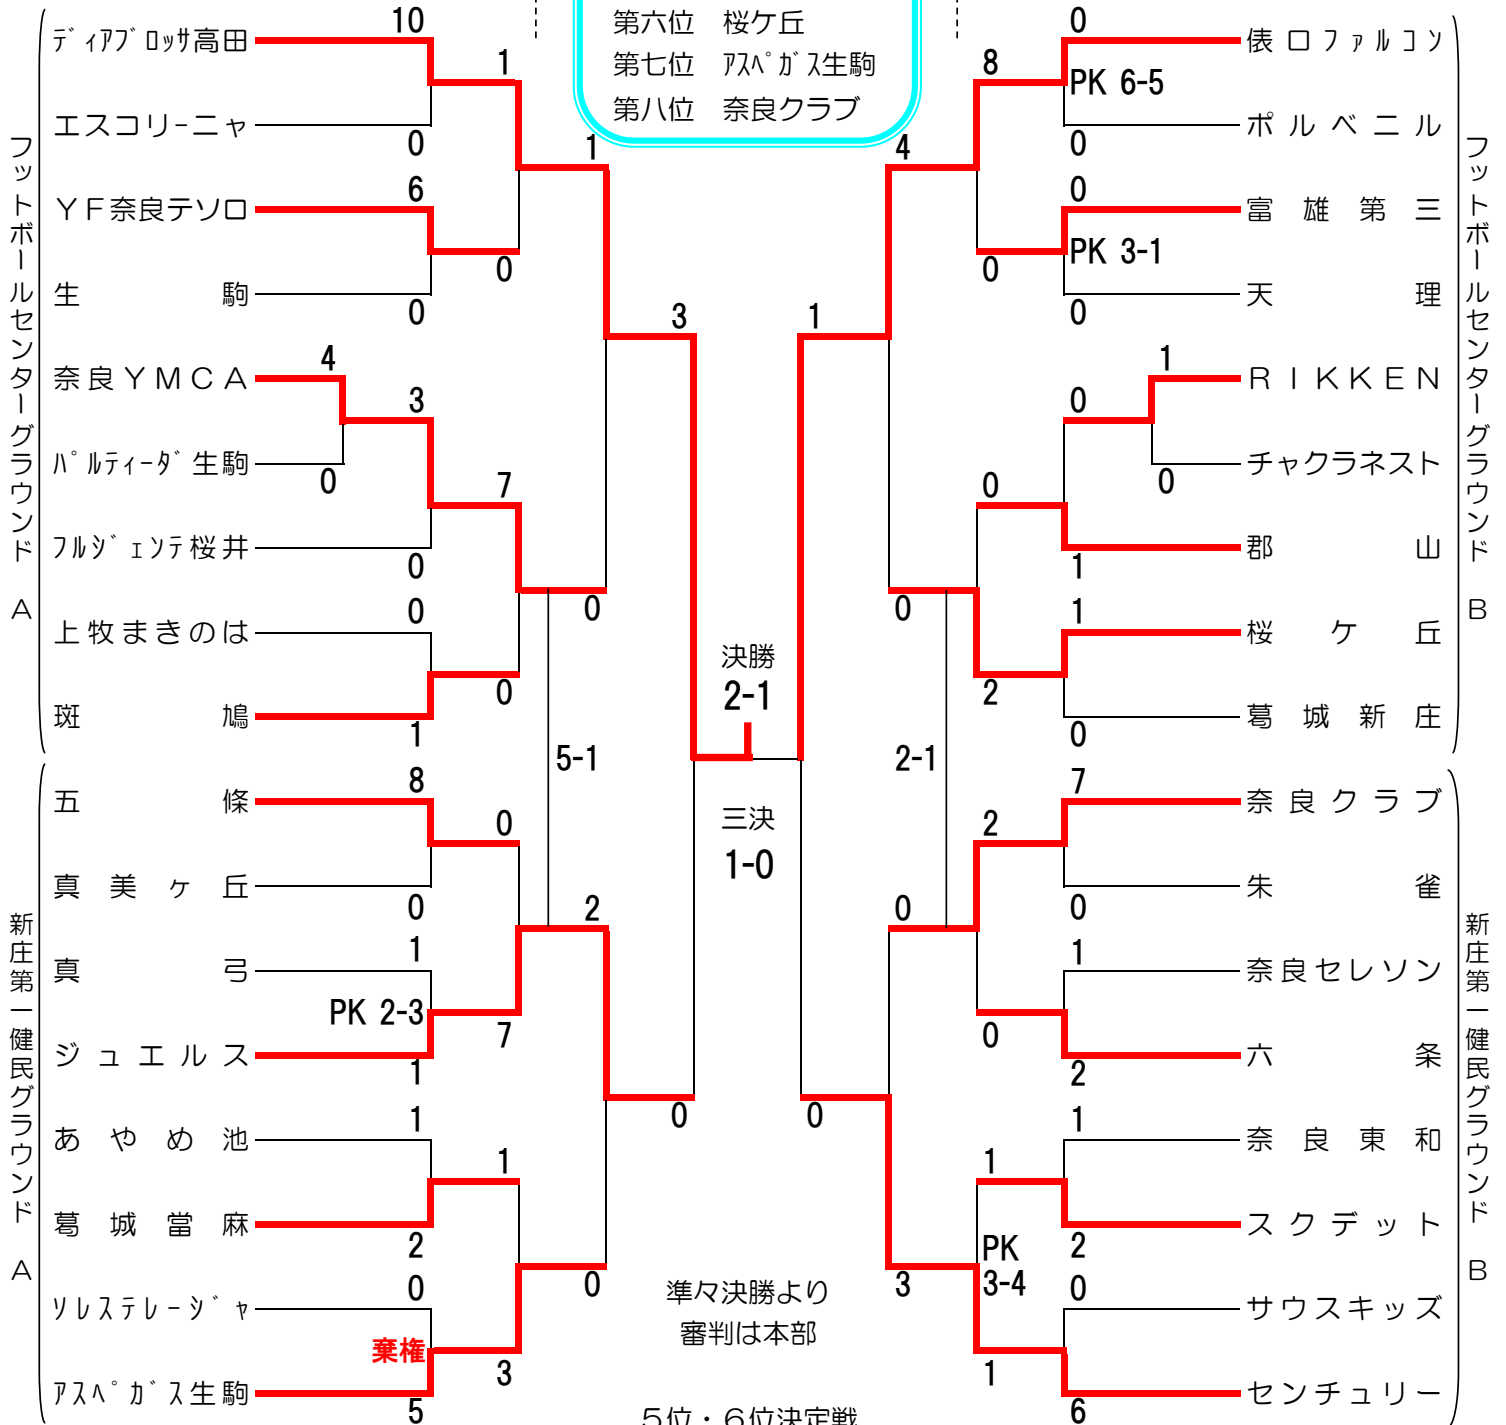 第六位　桜ケ丘
第七位　ｱｽﾍﾟｶﾞｽ生駒
第八位　奈良クラブ
フットボールセンターグラウンド　A
ﾃﾞｨｱﾌﾞﾛｯｻ高田
10
エスコリーニャ
0
1
ＹＦ奈良テソロ
6
生駒
0
0
1
奈良ＹＭＣＡ
4
ﾊﾟﾙﾃｨｰﾀﾞ生駒
0
3
ﾌﾙｼﾞｪﾝﾃ桜井
0
7
上牧まきのは
0
斑鳩
1
0
0
3
新庄第一健民グラウンド　A
五條
8
真美ヶ丘
0
0
真弓
1
PK 2-3
ジュエルス
1
7
2
あやめ池
1
葛城當麻
2
1
ｿﾚｽﾃﾚｰｼﾞｬ
0
棄権
ｱｽﾍﾟｶﾞｽ生駒
5
3
0
0
5-1
決勝
2-1
三決
1-0
準々決勝より
審判は本部
5位・6位決定戦
2-1
フットボールセンターグラウンド　B
0
俵口ファルコン
PK 6-5
ポルベニル
0
8
0
富雄第三
PK 3-1
天理
0
0
4
1
ＲＩＫＫＥＮ
チャクラネスト
0
0
郡山
1
0
1
桜ケ丘
葛城新庄
0
2
0
1
新庄第一健民グラウンド　B
7
奈良クラブ
朱雀
0
2
1
奈良セレソン
六条
2
0
0
1
奈良東和
スクデット
2
1
PK
3-4
0
サウスキッズ
センチュリー
6
1
3
0